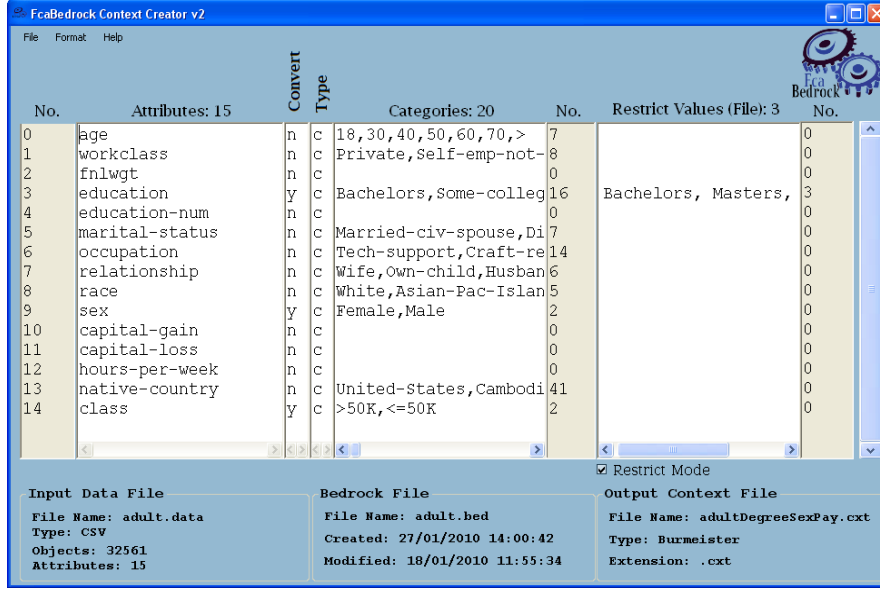 FcaBedrock Context Creator v2
File Format Help
Fca
Bedrock
No. Attributes: 15 Convert Type Categories: 20 No. Restrict Values (File): 3 No.
0 age n c 18,30,40,50,60,70,> 7 0
1 workclass n c Private,Self-emp-not- 8 0
2 fnlwgt n c 0 0
3 education y c Bachelors,Some-colleg 16 Bachelors, Masters, 3
4 education-num n c 0 0
5 marital-status n c Married-civ-spouse,Di 7 0
6 occupation n c Tech-support,Craft-re 14 0
7 relationship n c Wife,Own-child,Husban 6 0
8 race n c White,Asian-Pac-Islan 5 0
9 sex y c Female,Male 2 0
10 capital-gain n c 0 0
11 capital-loss n c 0 0
12 hours-per-week n c 0 0
13 native-country n c United-States,Cambodi 41 0
14 class y c >50K,<=50K 2 0
Restrict Mode
Input Data File
File Name: adult.data
Type: CSV
Objects: 32561
Attributes: 15
Bedrock File
File Name: adult.bed
Created: 27/01/2010 14:00:42
Modified: 18/01/2010 11:55:34
Output Context File
File Name: adultDegreeSexPay.cxt
Type: Burmeister
Extension: .cxt